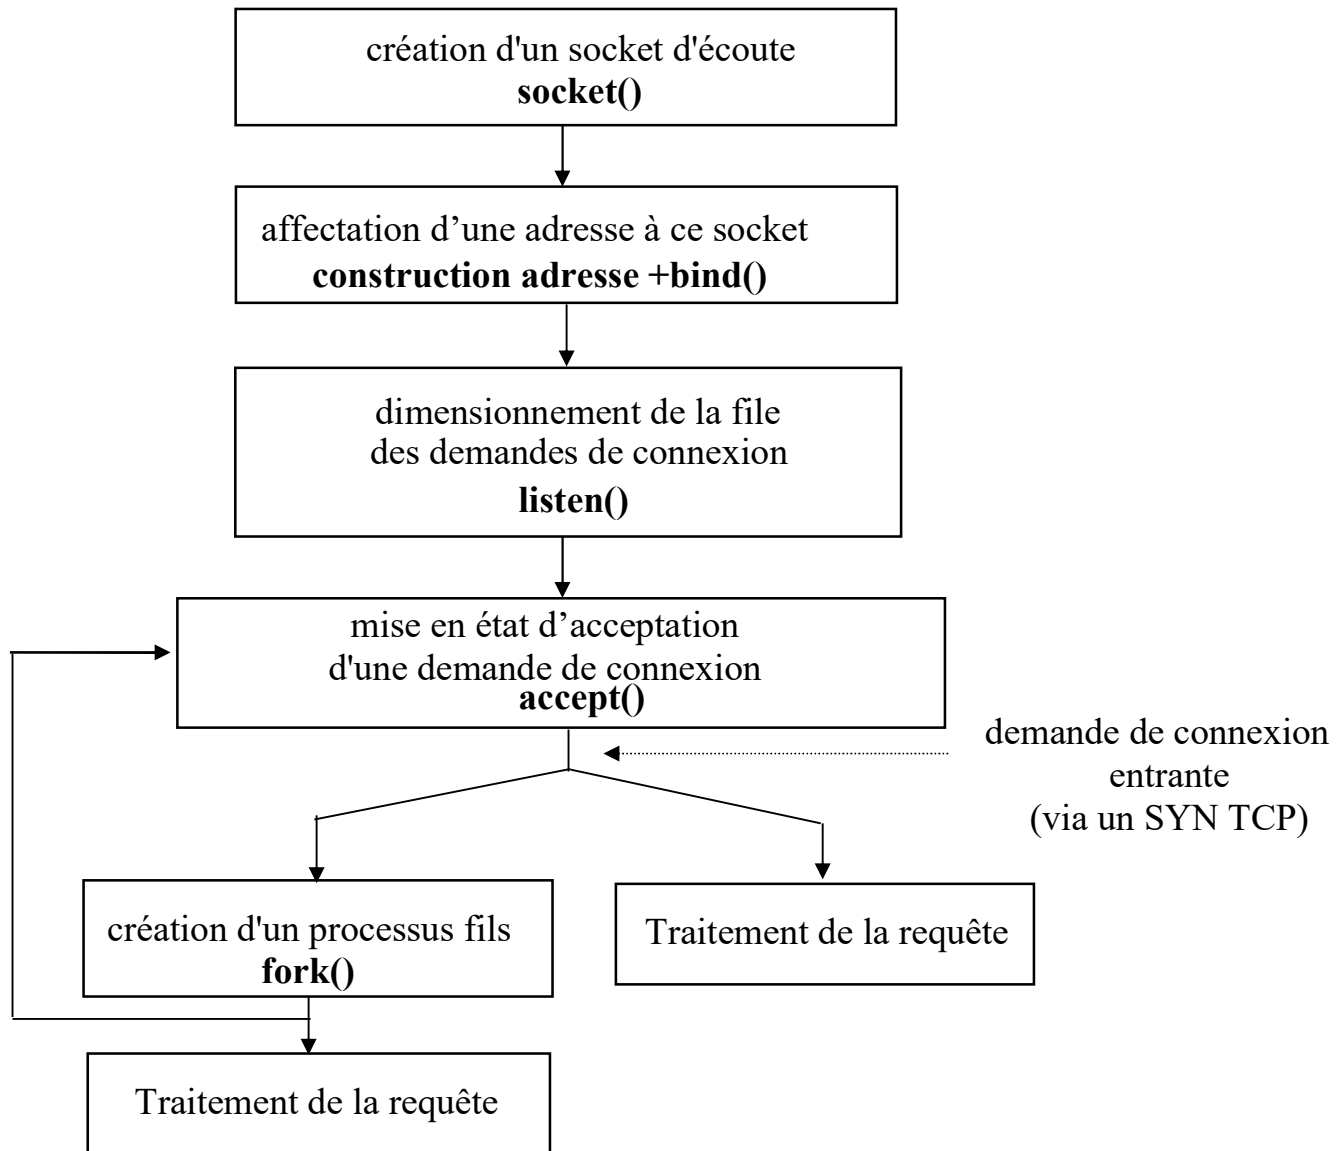 création d'un socket d'écoute
socket()
affectation d’une adresse à ce socket
construction adresse +bind()
dimensionnement de la file
des demandes de connexion
listen()
mise en état d’acceptation
d'une demande de connexion
accept()
demande de connexion
entrante
(via un SYN TCP)
création d'un processus fils
fork()
Traitement de la requête
Traitement de la requête